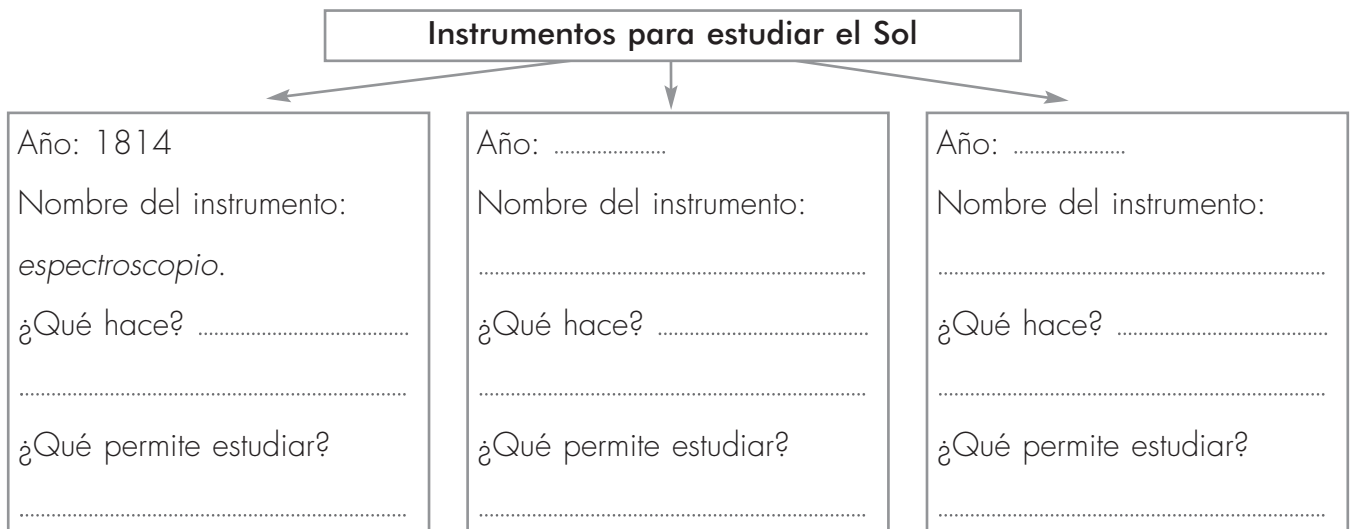 Instrumentos para estudiar el Sol
Año: 1814
Nombre del instrumento:
espectroscopio.
¿Qué hace? ........................................
..........................................................................
¿Qué permite estudiar?
..........................................................................
Año: .....................
Nombre del instrumento:
..........................................................................
¿Qué hace? ........................................
..........................................................................
¿Qué permite estudiar?
..........................................................................
Año: .....................
Nombre del instrumento:
..........................................................................
¿Qué hace? ........................................
..........................................................................
¿Qué permite estudiar?
..........................................................................